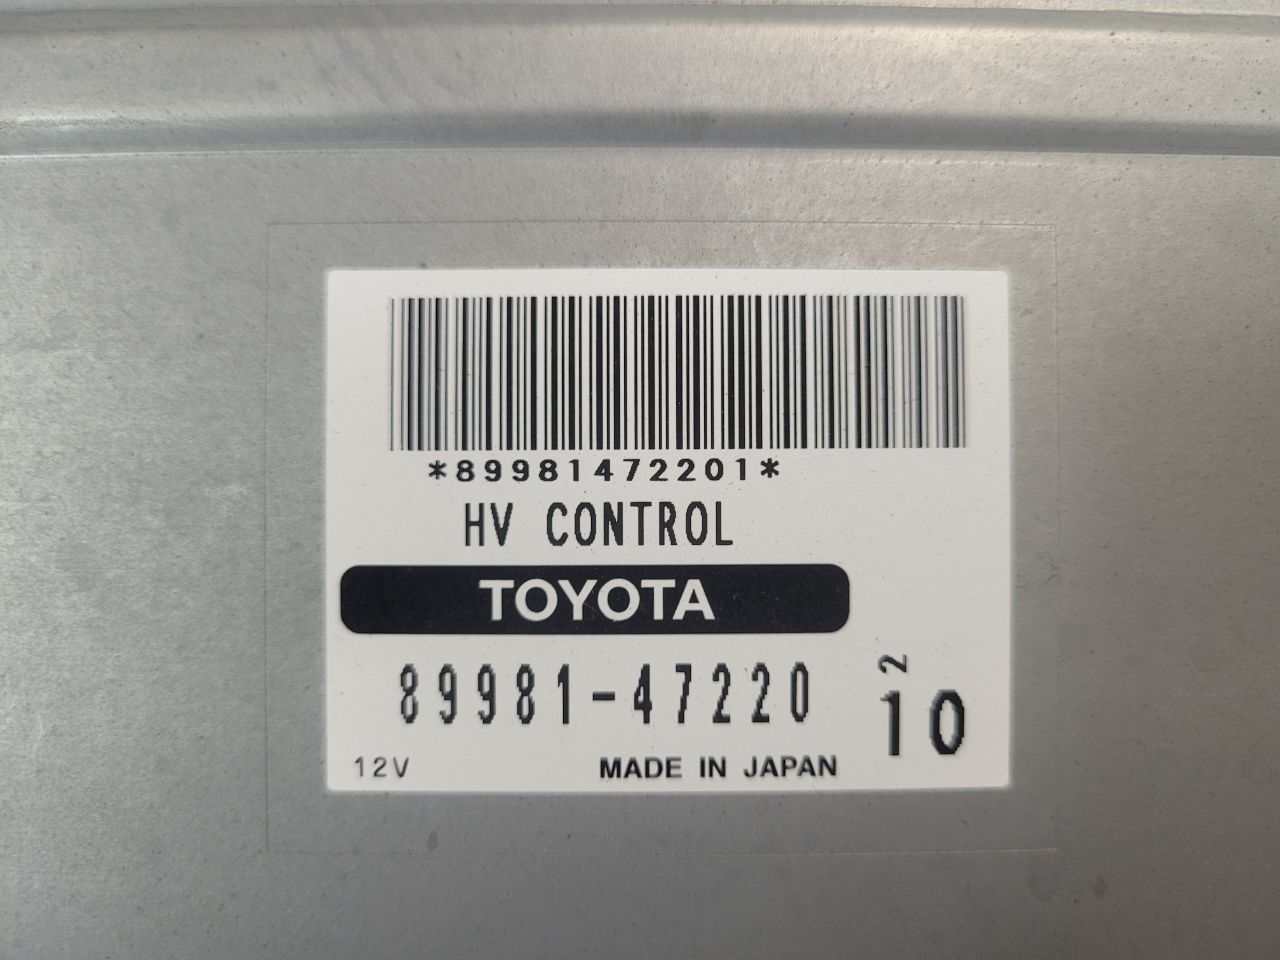 *89981472201*
HV CONTROL
TOYOTA
89981-47220
2
10
12V
MADE IN JAPAN